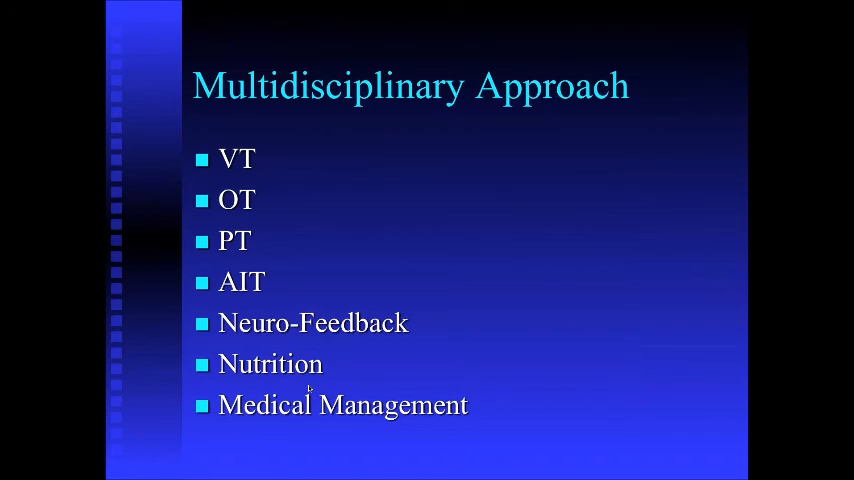 Multidisciplinary Approach
VT
OT
PT
AIT
Neuro-Feedback
Nutrition
Medical Management